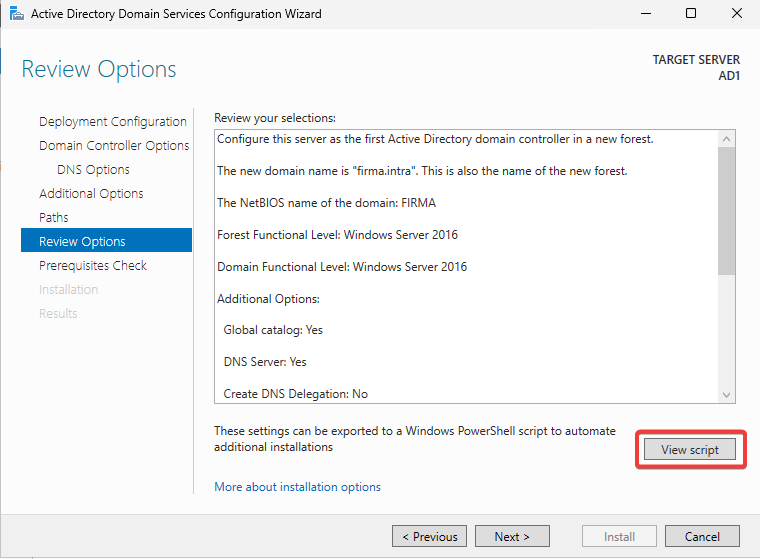 Active Directory Domain Services Configuration Wizard
Review Options
TARGET SERVER
AD1
Deployment Configuration
Domain Controller Options
DNS Options
Additional Options
Paths
Review Options
Prerequisites Check
Installation
Results
Review your selections:
Configure this server as the first Active Directory domain controller in a new forest.
The new domain name is "firma.intra". This is also the name of the new forest.
The NetBIOS name of the domain: FIRMA
Forest Functional Level: Windows Server 2016
Domain Functional Level: Windows Server 2016
Additional Options:
Global catalog: Yes
DNS Server: Yes
Create DNS Delegation: No
These settings can be exported to a Windows PowerShell script to automate
additional installations
View script
More about installation options
< Previous
Next >
Install
Cancel